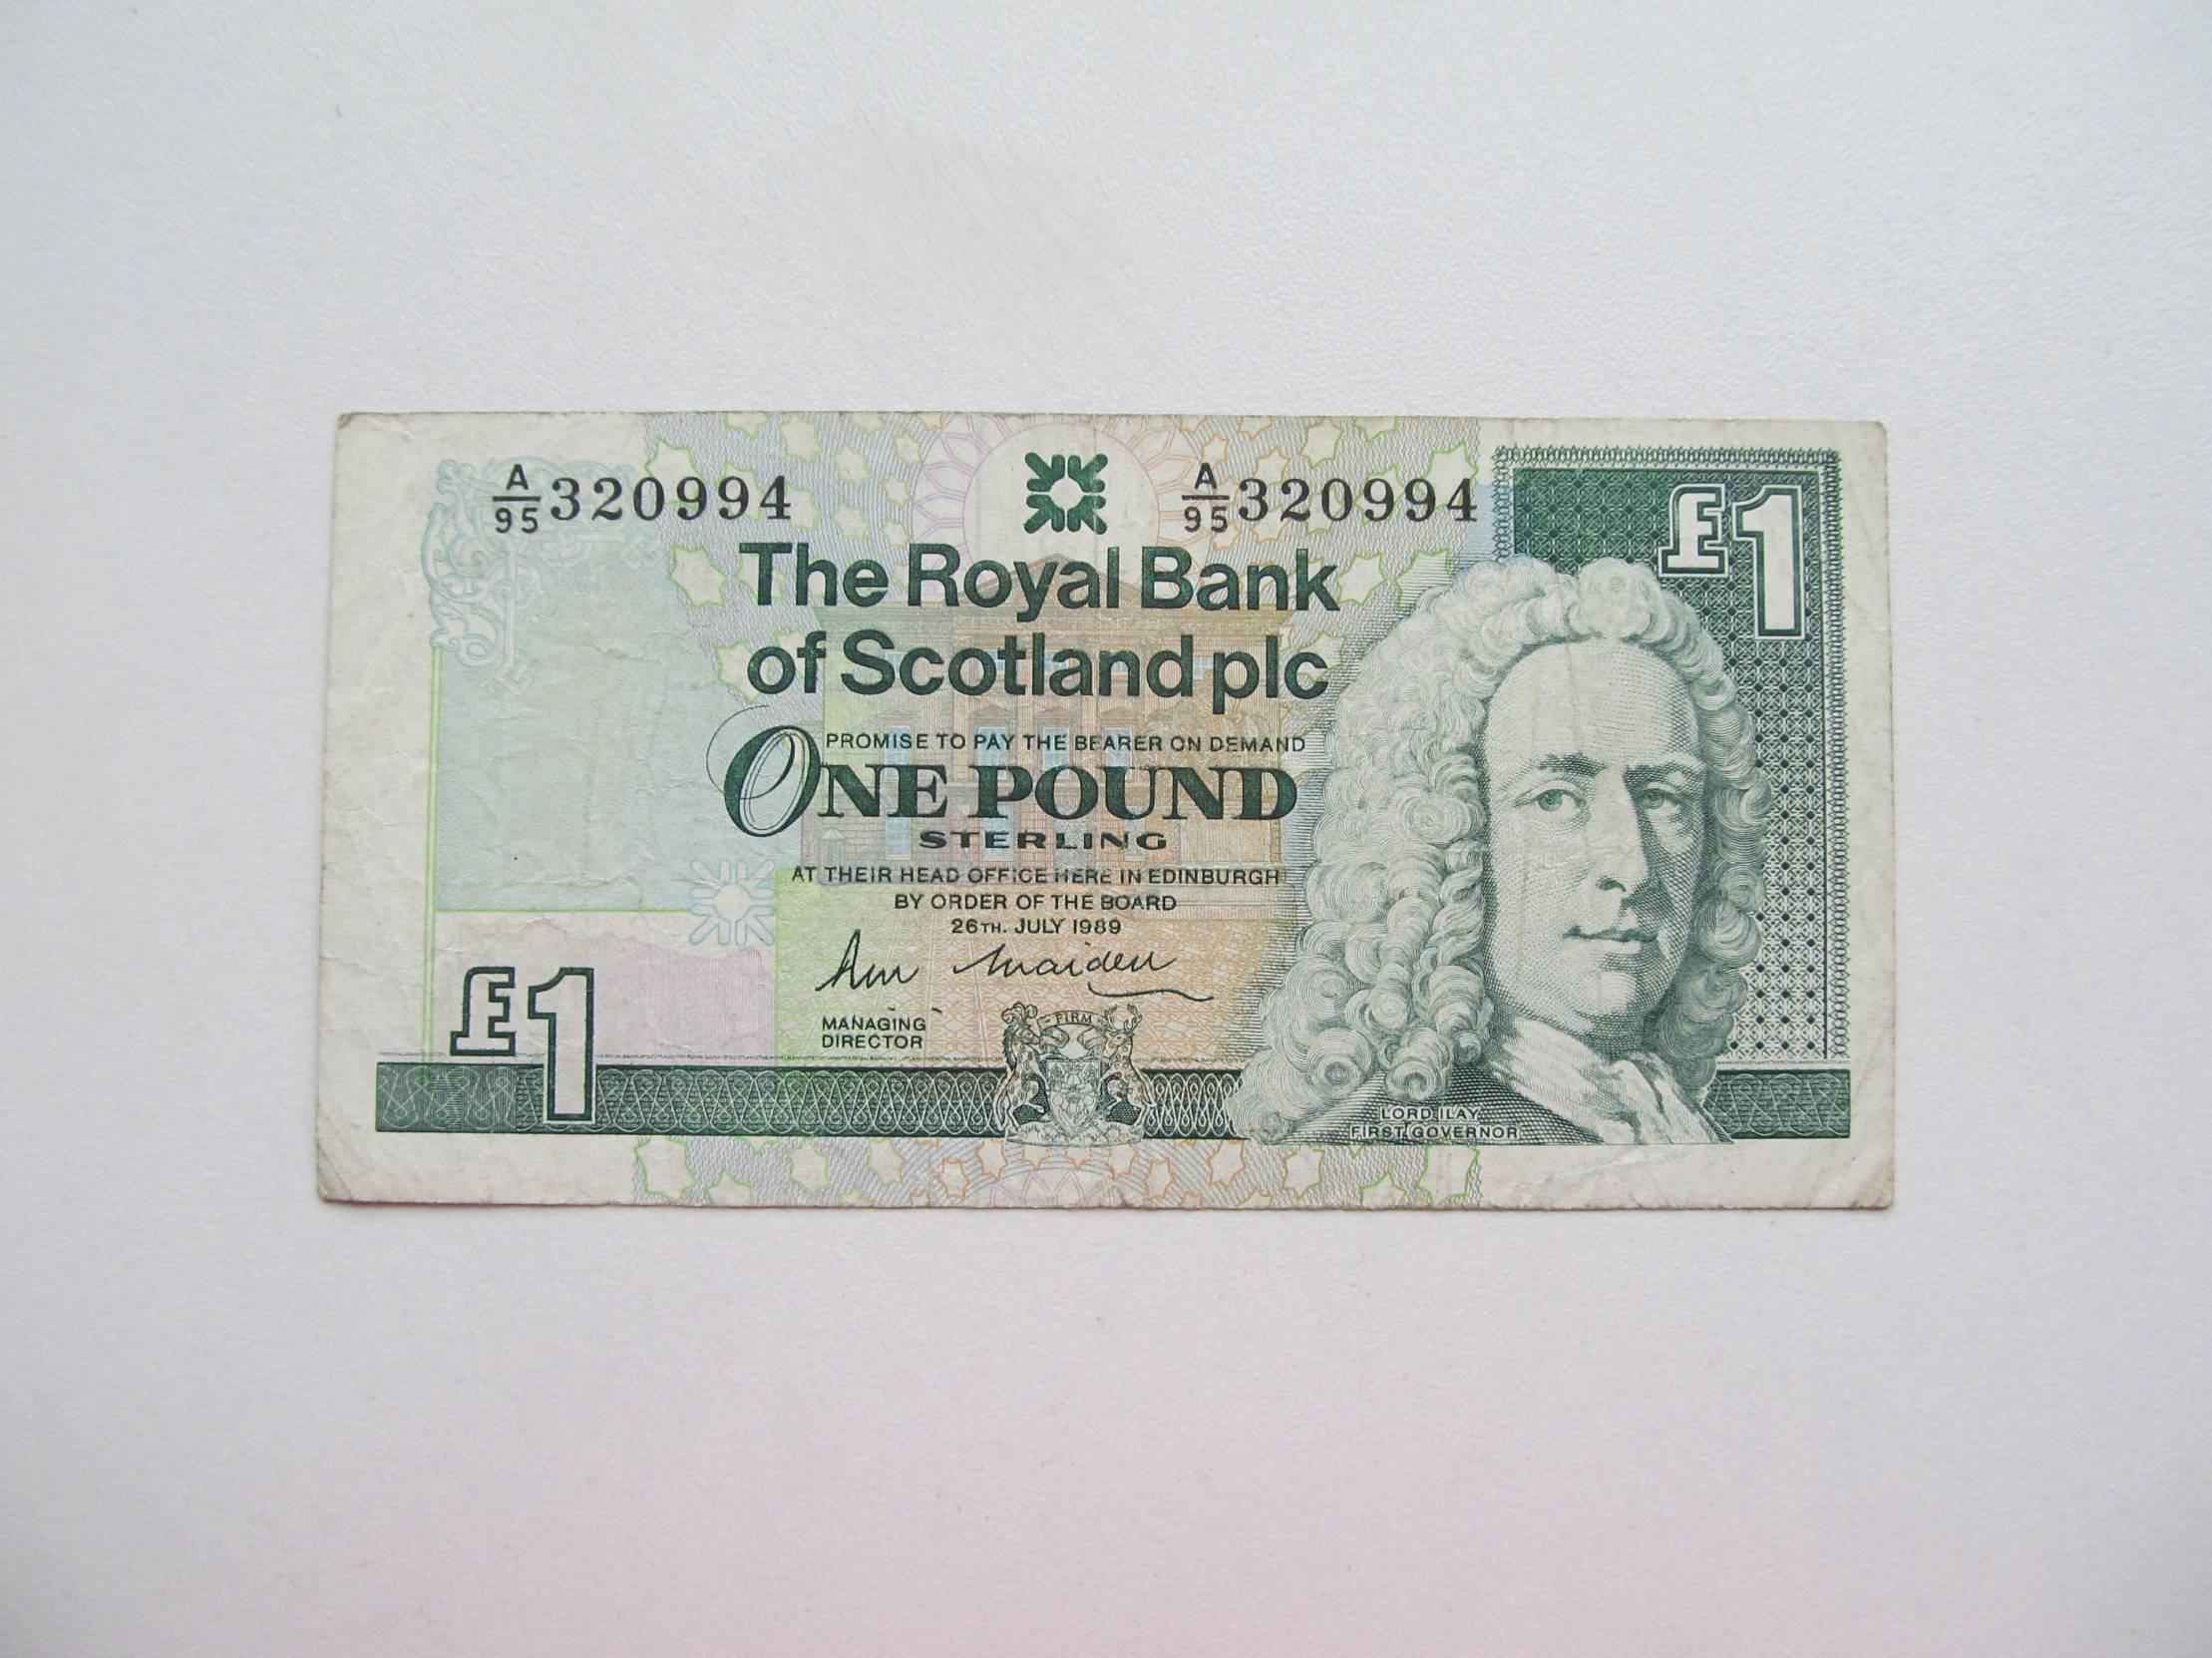 A/95 320994
A/95 320994
£1
The Royal Bank
of Scotland plc
PROMISE TO PAY THE BEARER ON DEMAND
ONE POUND
STERLING
AT THEIR HEAD OFFICE HERE IN EDINBURGH
BY ORDER OF THE BOARD
26TH. JULY 1989
MANAGING
DIRECTOR
£1
FIRM
LORD ILAY
FIRST GOVERNOR